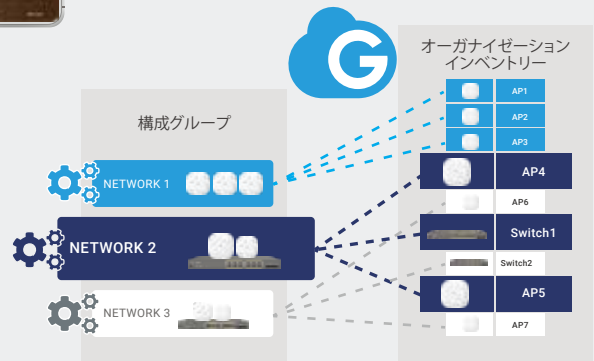 オーガナイゼーション
インベントリー
G
構成グループ
AP1
AP2
AP3
NETWORK 1
AP4
AP6
NETWORK 2
Switch1
Switch2
NETWORK 3
AP5
AP7